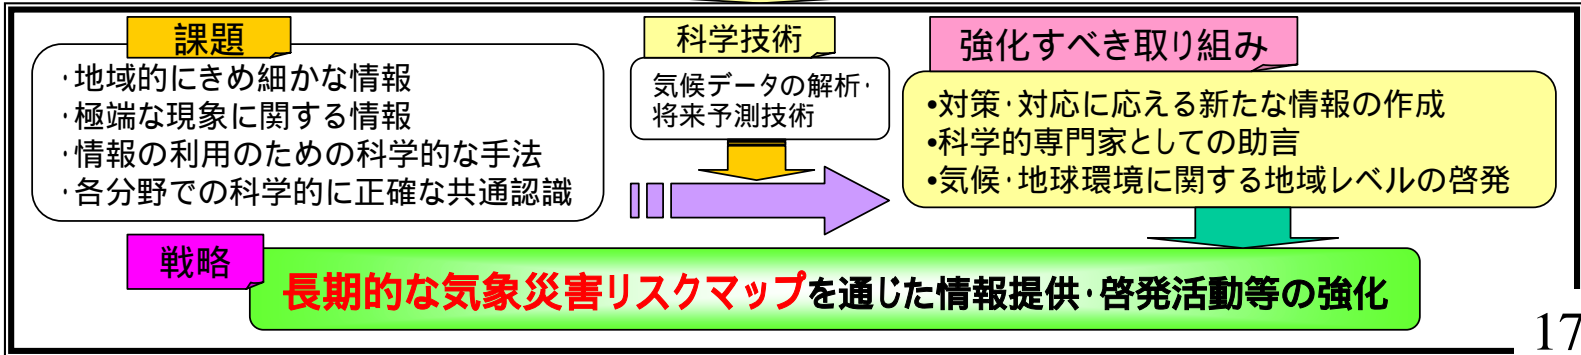 課題
･地域的にきめ細かな情報
･極端な現象に関する情報
･情報の利用のための科学的な手法
･各分野での科学的に正確な共通認識
科学技術
気候データの解析･
将来予測技術
強化すべき取り組み
•対策･対応に応える新たな情報の作成
•科学的専門家としての助言
•気候･地球環境に関する地域レベルの啓発
戦略
長期的な気象災害リスクマップを通じた情報提供･啓発活動等の強化
17